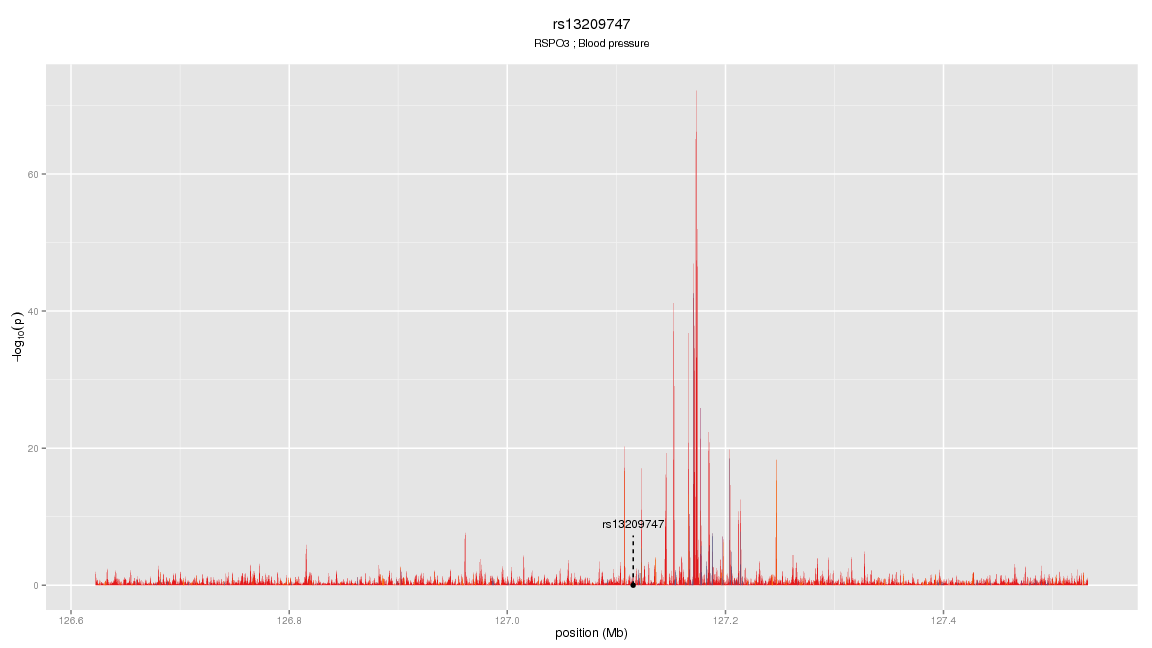 rs13209747
RSPO3 ; Blood pressure
−log10(p)
60
40
20
0
rs13209747
126.6 126.8 127.0 127.2 127.4
position (Mb)